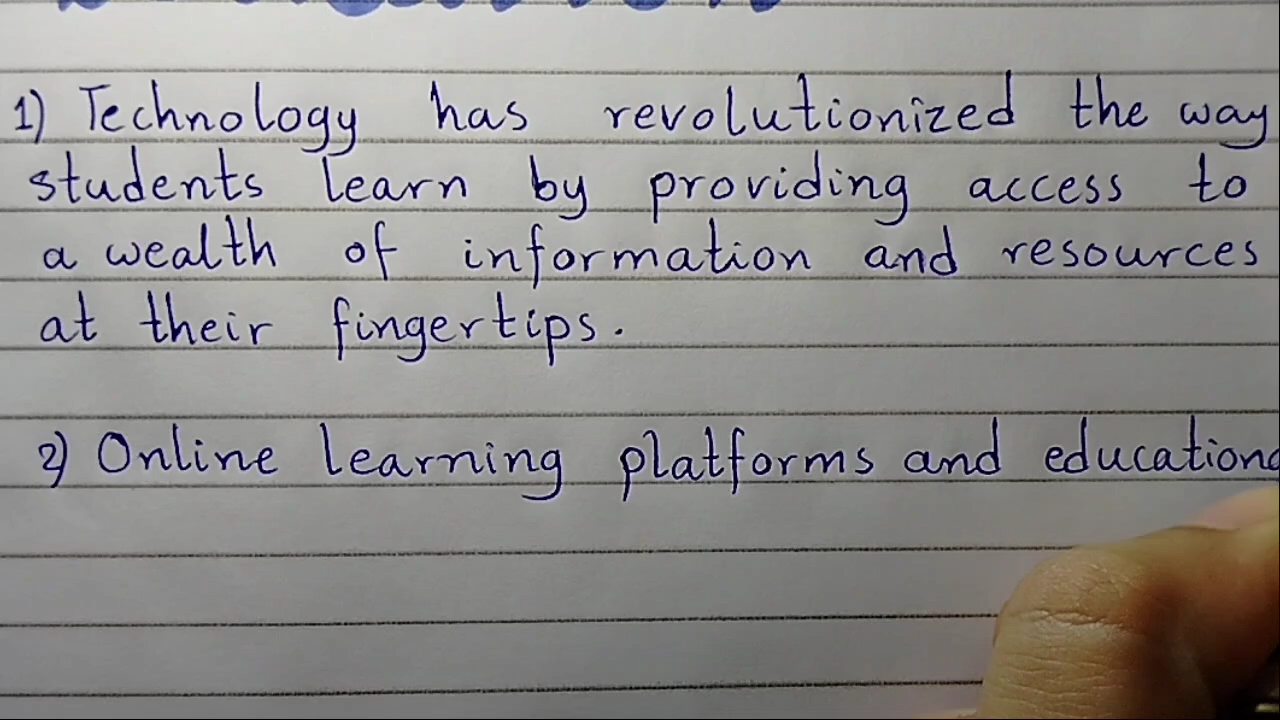 1) Technology has revolutionized the way
students learn by providing access to
a wealth of information and resources
at their fingertips.
2) Online learning platforms and